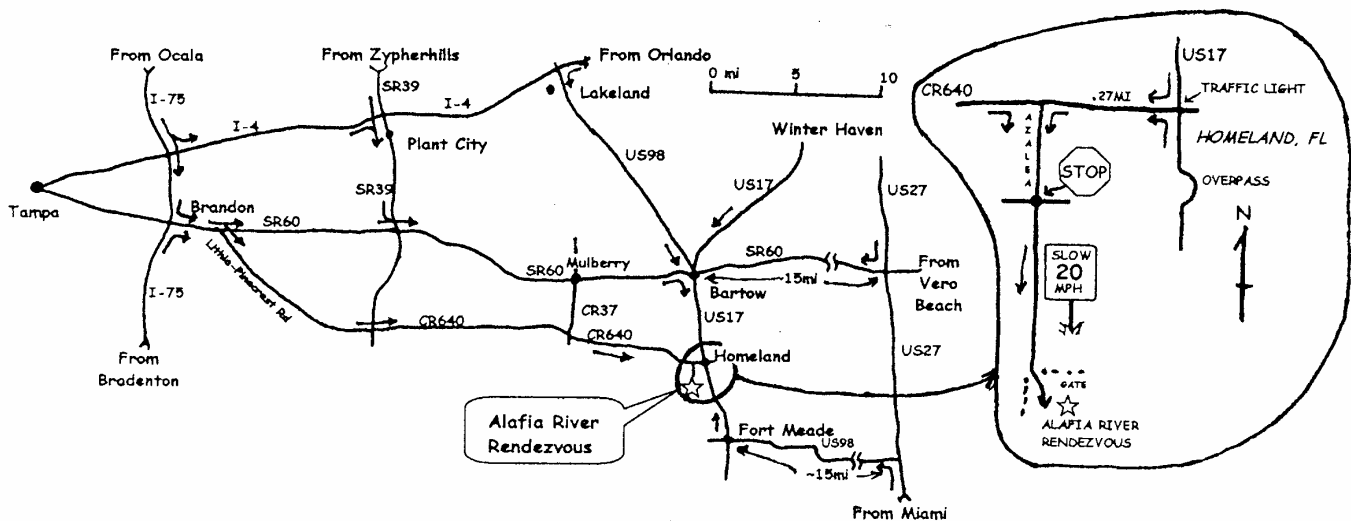 From Ocala
From Zypherhills
From Orlando
0 mi 5 10
US17
I-75
SR39
I-4
I-4
Lakeland
CR640
.27MI
TRAFFIC LIGHT
Plant City
Winter Haven
AZALEA
HOMELAND, FL
US98
STOP
SR39
US17
US27
OVERPASS
Tampa
Brandon
SR60
N
Lithia-Pinecrest Rd
SR60
Mulberry
SR60
From
Vero
Beach
15mi
Bartow
SLOW
20
MPH
I-75
CR37
US17
CR640
CR640
US27
From
Bradenton
Homeland
GATE
Alafia River
Rendezvous
ALAFIA RIVER
RENDEZVOUS
Fort Meade
US98
~15mi
From Miami